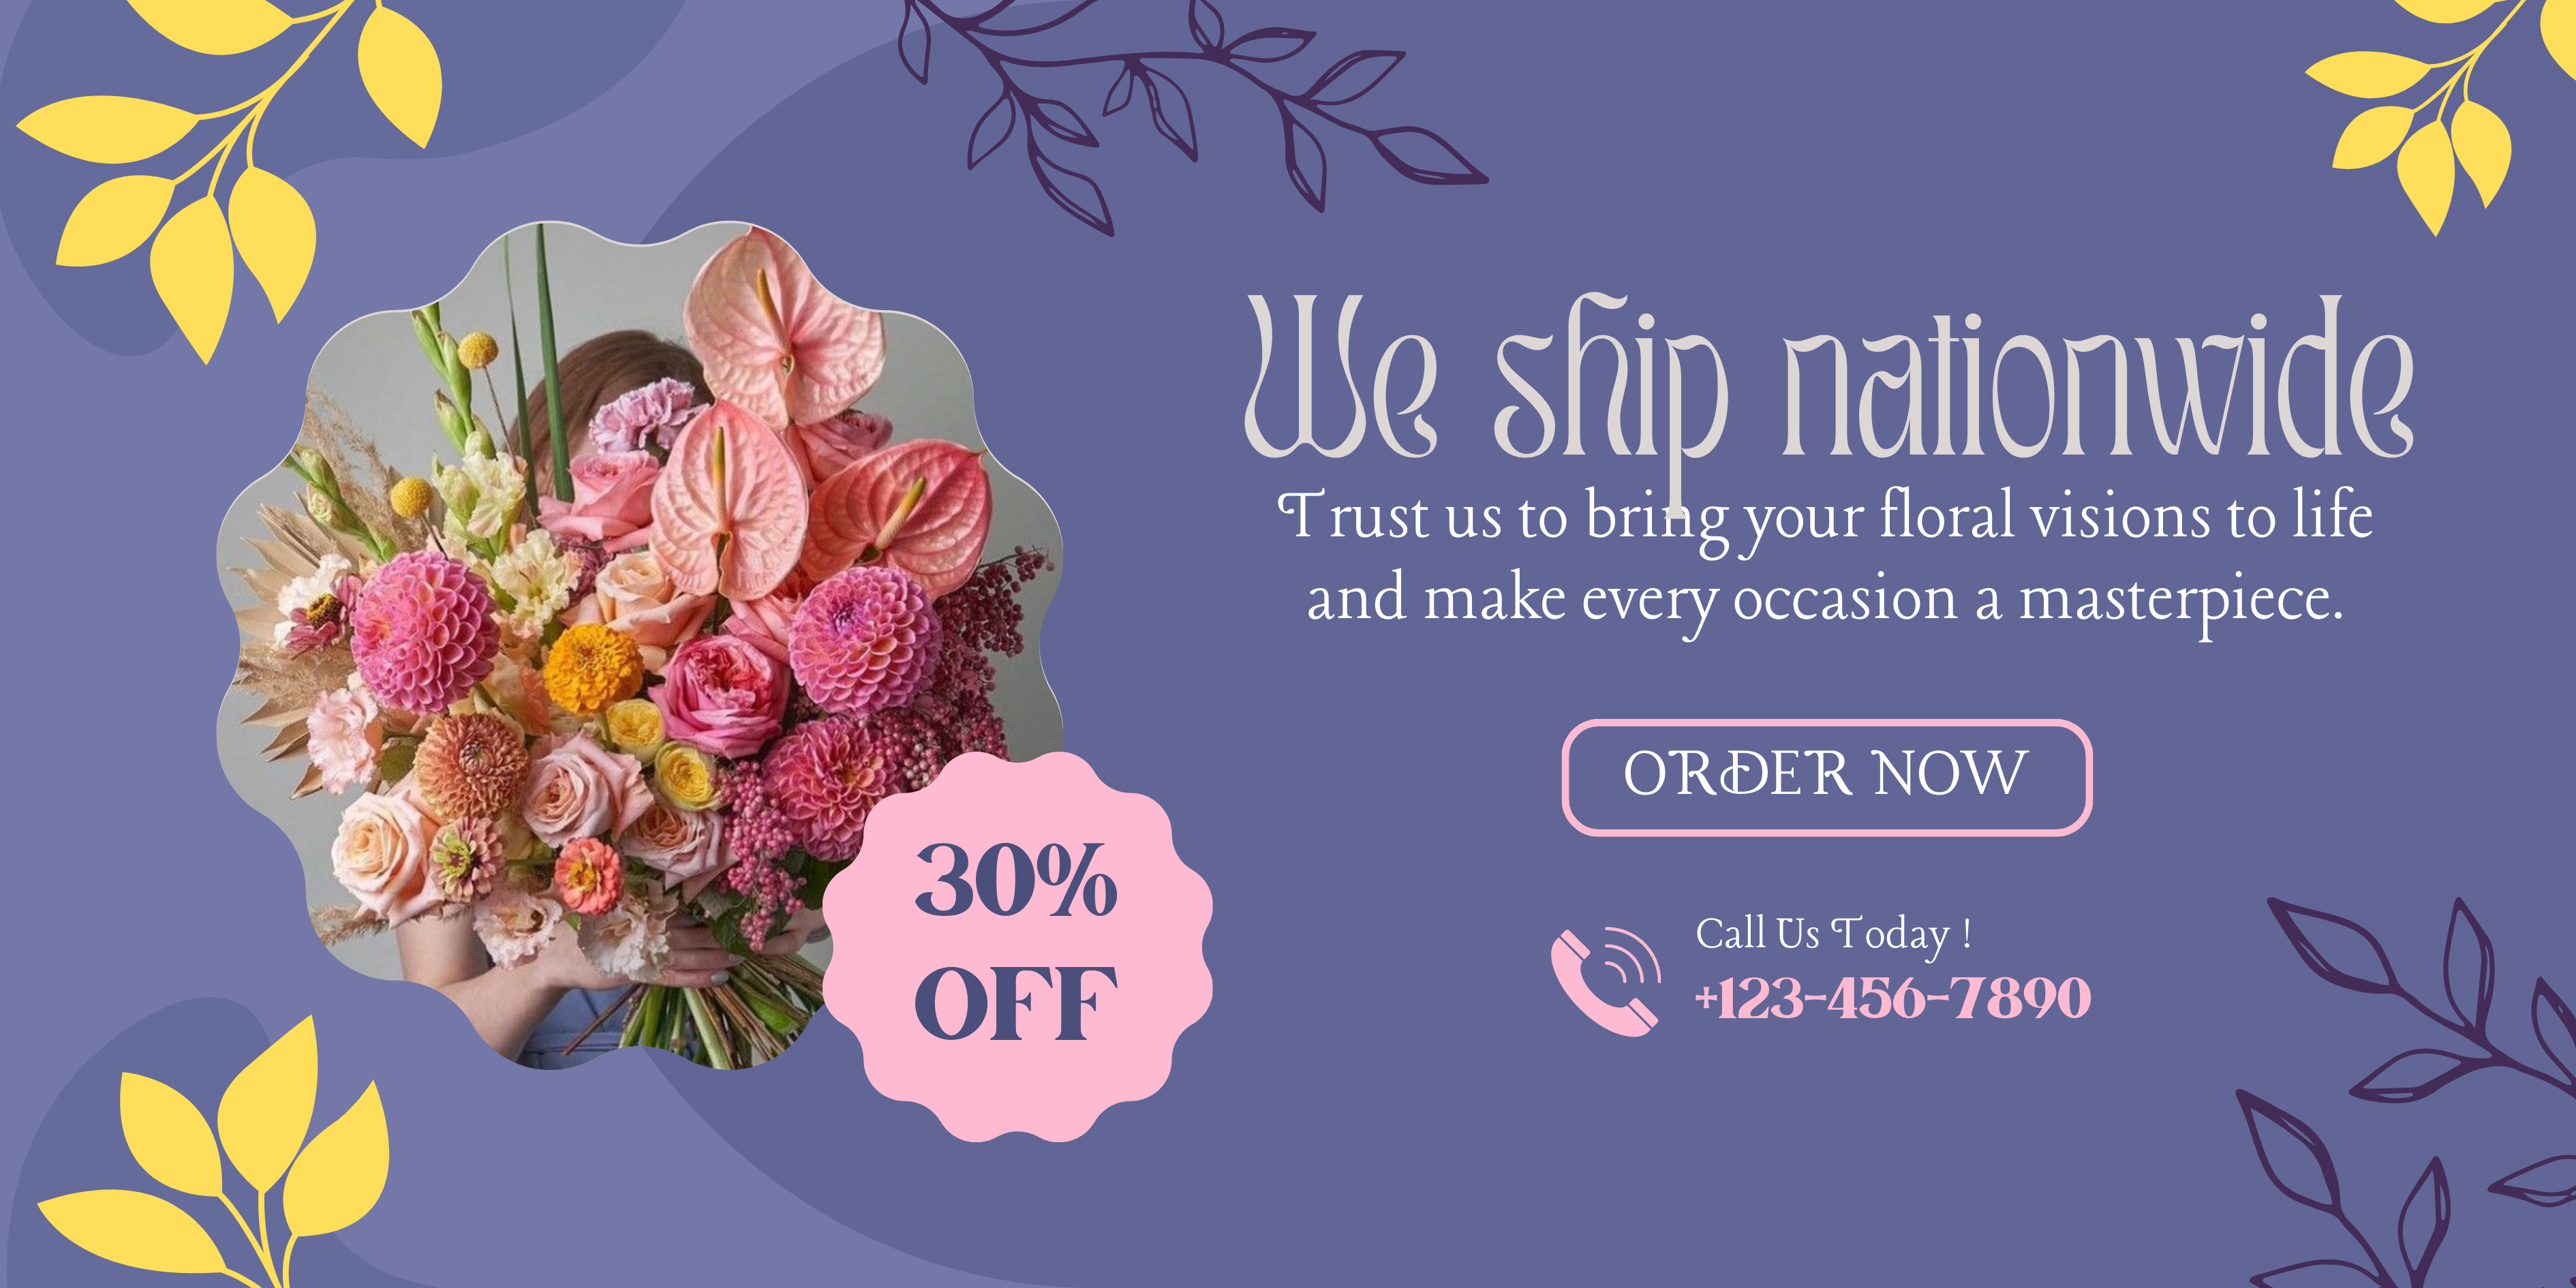 We ship nationwide
Trust us to bring your floral visions to life
and make every occasion a masterpiece.
ORDER NOW
30%
OFF
Call Us Today !
+123-456-7890